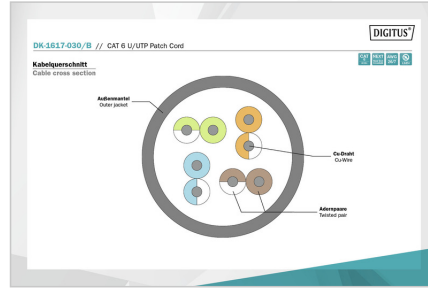 DIGITUS®
DK-1617-030/B // CAT 6 U/UTP Patch Cord
Kabelquerschnitt
Cable cross section
Außenmantel
Outer jacket
Cu-Draht
Cu-Wire
Adernpaare
Twisted pair